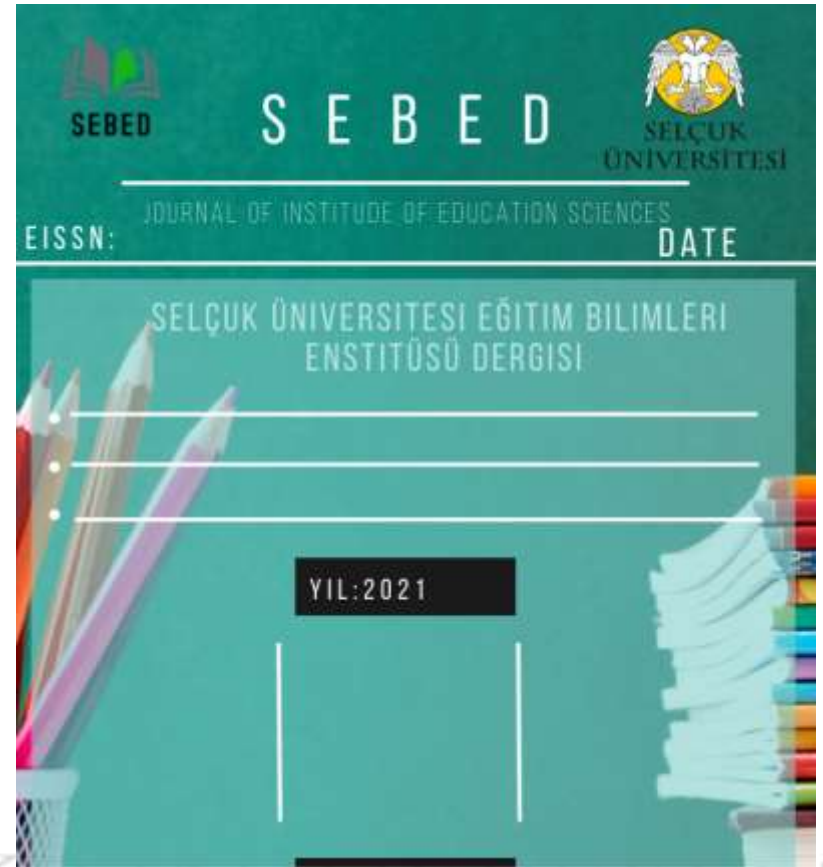 SEBED
S E B E D
SELÇUK
ÜNİVERSİTESİ
JOURNAL OF INSTITUDE OF EDUCATION SCIENCES
EISSN:
DATE
SELÇUK ÜNIVERSITESI EĞITIM BILIMLERI
ENSTITÜSÜ DERGISI
YIL:2021